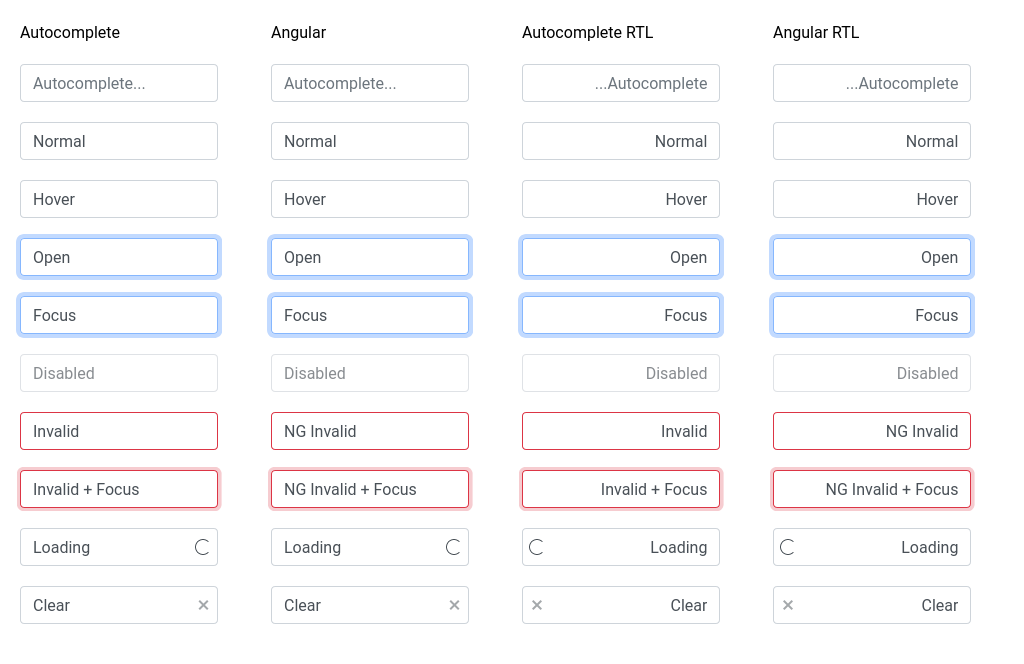 Autocomplete Angular Autocomplete RTL Angular RTL
Autocomplete... Autocomplete... ...Autocomplete ...Autocomplete
Normal Normal Normal Normal
Hover Hover Hover Hover
Open Open Open Open
Focus Focus Focus Focus
Disabled Disabled Disabled Disabled
Invalid NG Invalid Invalid NG Invalid
Invalid + Focus NG Invalid + Focus Invalid + Focus NG Invalid + Focus
Loading Loading Loading Loading
Clear Clear Clear Clear